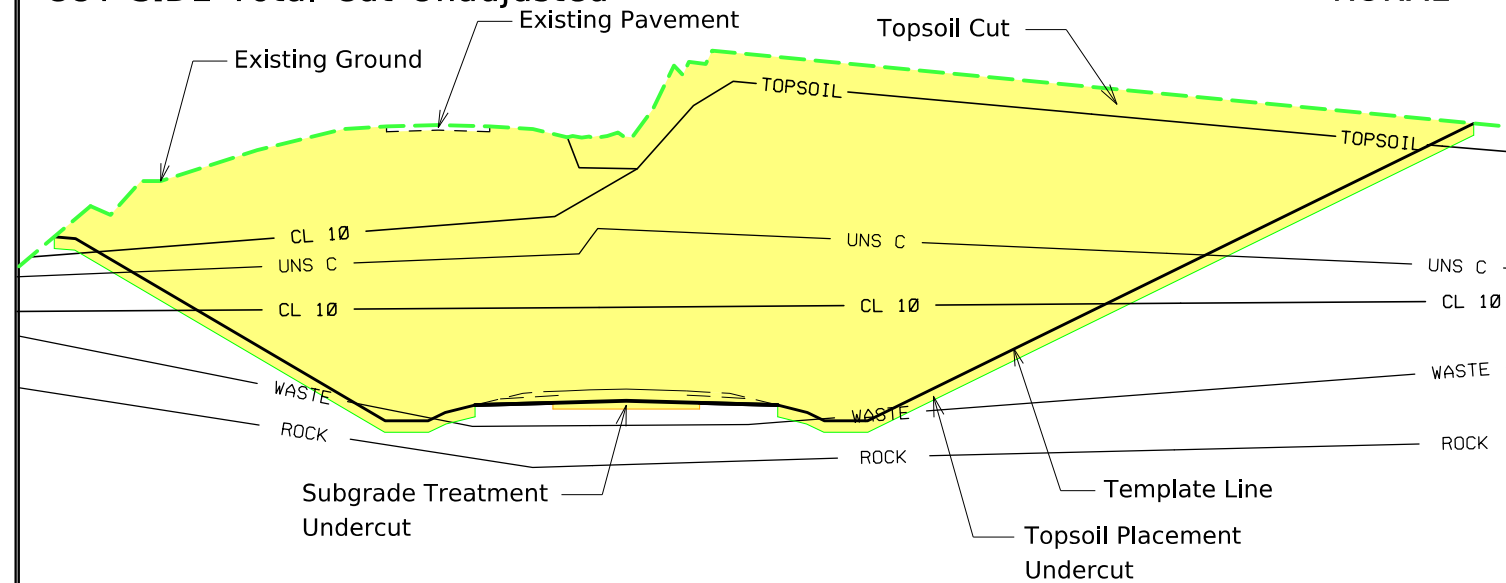 Existing Pavement
Topsoil Cut
Existing Ground
TOPSOIL
TOPSOIL
CL 10
UNS C
UNS C
UNS C
CL 10
CL 10
CL 10
WASTE
WASTE
WASTE
ROCK
ROCK
ROCK
Subgrade Treatment
Undercut
Template Line
Topsoil Placement
Undercut